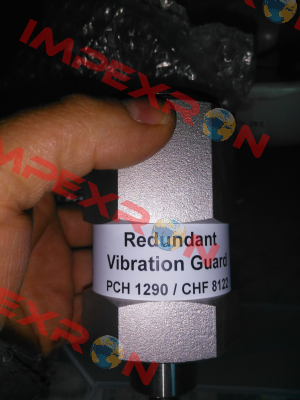 IMPEXRON
IMPEXRON
IMPEXRON
Redundant
Vibration Guard
PCH 1290 / CHF 8122